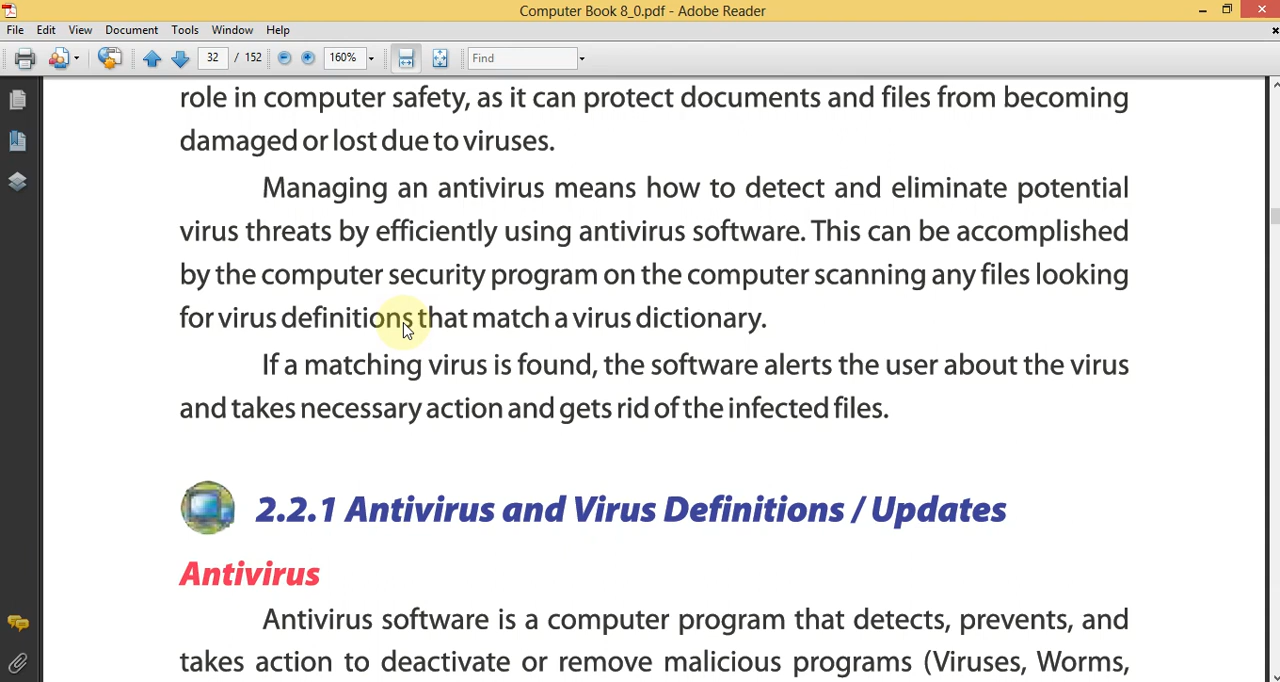 Computer Book 8_0.pdf - Adobe Reader
File Edit View Document Tools Window Help
32 / 152 160% Find
role in computer safety, as it can protect documents and files from becoming
damaged or lost due to viruses.
Managing an antivirus means how to detect and eliminate potential
virus threats by efficiently using antivirus software. This can be accomplished
by the computer security program on the computer scanning any files looking
for virus definitions that match a virus dictionary.
If a matching virus is found, the software alerts the user about the virus
and takes necessary action and gets rid of the infected files.
2.2.1 Antivirus and Virus Definitions / Updates
Antivirus
Antivirus software is a computer program that detects, prevents, and
takes action to deactivate or remove malicious programs (Viruses, Worms,